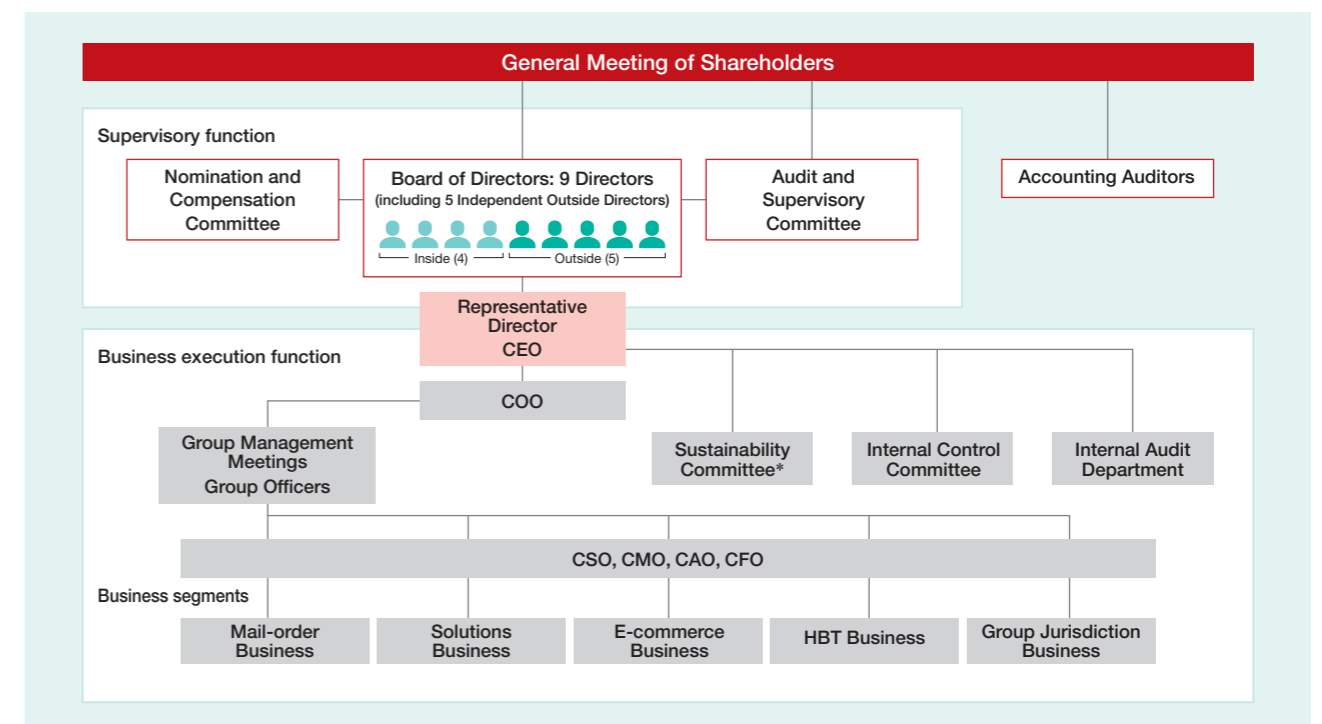 General Meeting of Shareholders
Supervisory function
Nomination and
Compensation
Committee
Board of Directors: 9 Directors
(including 5 Independent Outside Directors)
Inside (4)
Outside (5)
Audit and
Supervisory
Committee
Accounting Auditors
Representative
Director
CEO
Business execution function
COO
Group Management
Meetings
Group Officers
Sustainability
Committee*
Internal Control
Committee
Internal Audit
Department
CSO, CMO, CAO, CFO
Business segments
Mail-order
Business
Solutions
Business
E-commerce
Business
HBT Business
Group Jurisdiction
Business